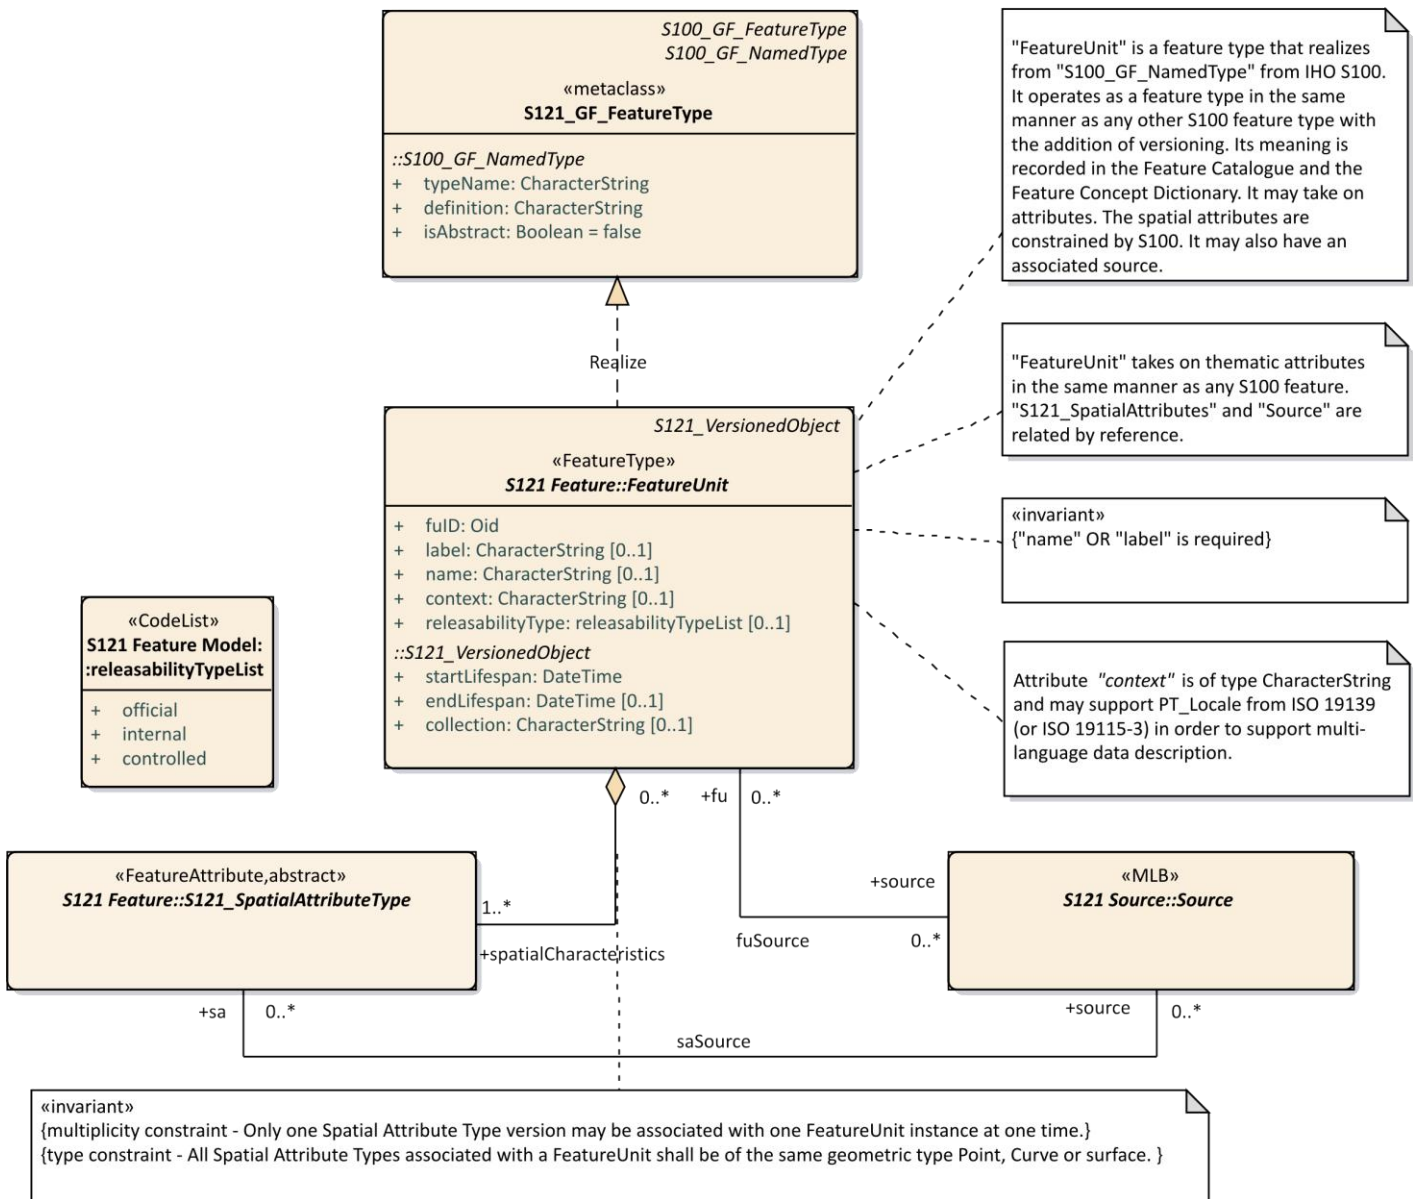 S100_GF_FeatureType
S100_GF_NamedType
«metaclass»
S121_GF_FeatureType
::S100_GF_NamedType
+ typeName: CharacterString
+ definition: CharacterString
+ isAbstract: Boolean = false
"FeatureUnit" is a feature type that realizes
from "S100_GF_NamedType" from IHO S100.
It operates as a feature type in the same
manner as any other S100 feature type with
the addition of versioning. Its meaning is
recorded in the Feature Catalogue and the
Feature Concept Dictionary. It may take on
attributes. The spatial attributes are
constrained by S100. It may also have an
associated source.
Realize
"FeatureUnit" takes on thematic attributes
in the same manner as any S100 feature.
"S121_SpatialAttributes" and "Source" are
related by reference.
S121_VersionedObject
«FeatureType»
S121 Feature::FeatureUnit
+ fuID: Oid
+ label: CharacterString [0..1]
+ name: CharacterString [0..1]
+ context: CharacterString [0..1]
+ releasabilityType: releasabilityTypeList [0..1]
::S121_VersionedObject
+ startLifespan: DateTime
+ endLifespan: DateTime [0..1]
+ collection: CharacterString [0..1]
«invariant»
{"name" OR "label" is required}
«CodeList»
S121 Feature Model:
:releasabilityTypeList
+ official
+ internal
+ controlled
Attribute "context" is of type CharacterString
and may support PT_Locale from ISO 19139
(or ISO 19115-3) in order to support multi-
language data description.
0..*
+fu
0..*
«FeatureAttribute,abstract»
S121 Feature::S121_SpatialAttributeType
1..*
+spatialCharacteristics
+source
fuSource
0..*
«MLB»
S121 Source::Source
+sa
0..*
+source
0..*
saSource
«invariant»
{multiplicity constraint - Only one Spatial Attribute Type version may be associated with one FeatureUnit instance at one time.}
{type constraint - All Spatial Attribute Types associated with a FeatureUnit shall be of the same geometric type Point, Curve or surface. }